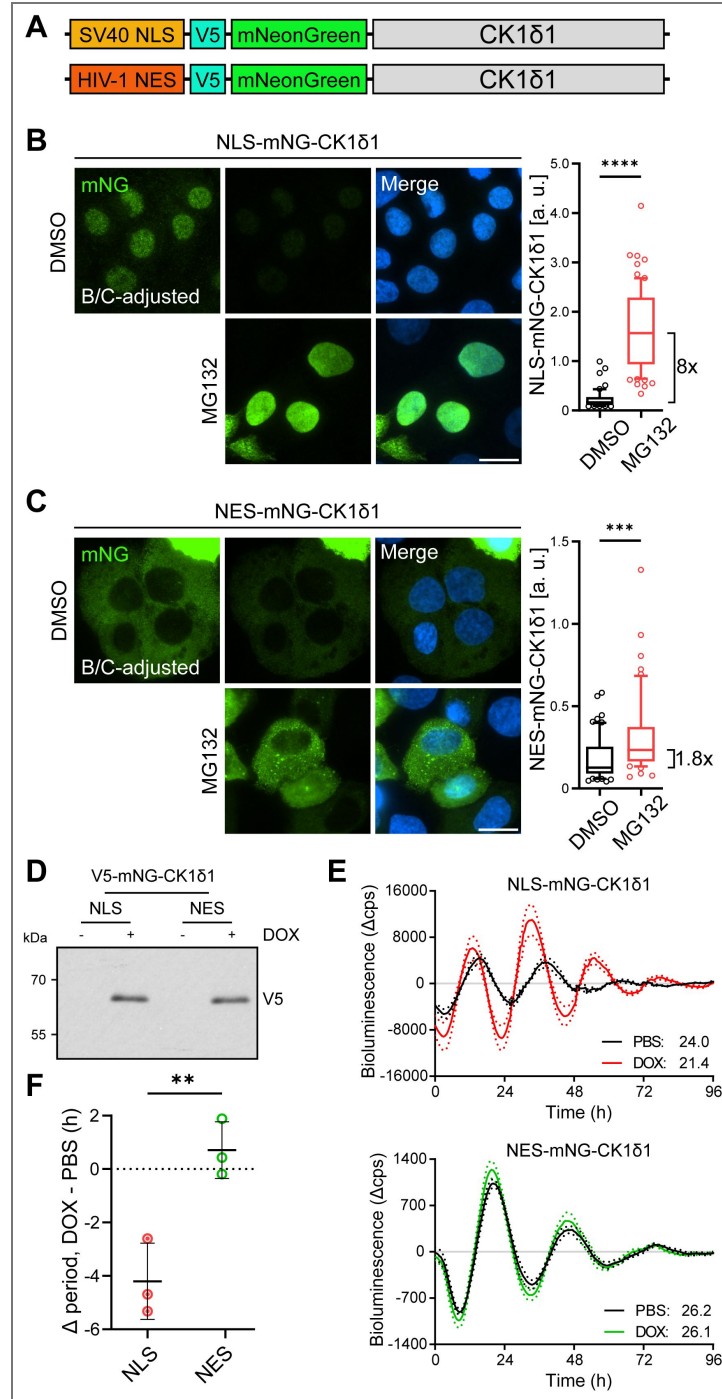 A
SV40 NLS V5 mNeonGreen CK1δ1
HIV-1 NES V5 mNeonGreen CK1δ1
B
NLS-mNG-CK1δ1
DMSO
mNG
B/C-adjusted
Merge
MG132
NLS-mNG-CK1δ1 [a. u.]
5.0
4.0
3.0
2.0
1.0
0
****
8x
DMSO
MG132
C
NES-mNG-CK1δ1
DMSO
mNG
B/C-adjusted
Merge
MG132
NES-mNG-CK1δ1 [a. u.]
1.5
1.0
0.5
0
***
1.8x
DMSO
MG132
D
V5-mNG-CK1δ1
NLS NES
kDa - + - + DOX
70
V5
55
E
NLS-mNG-CK1δ1
Bioluminescence (Δcps)
16000
8000
0
-8000
-16000
PBS: 24.0
DOX: 21.4
0 24 48 72 96
Time (h)
NES-mNG-CK1δ1
Bioluminescence (Δcps)
1400
700
0
-700
-1400
PBS: 26.2
DOX: 26.1
0 24 48 72 96
Time (h)
F
**
Δ period, DOX - PBS (h)
2
0
-2
-4
-6
NLS
NES